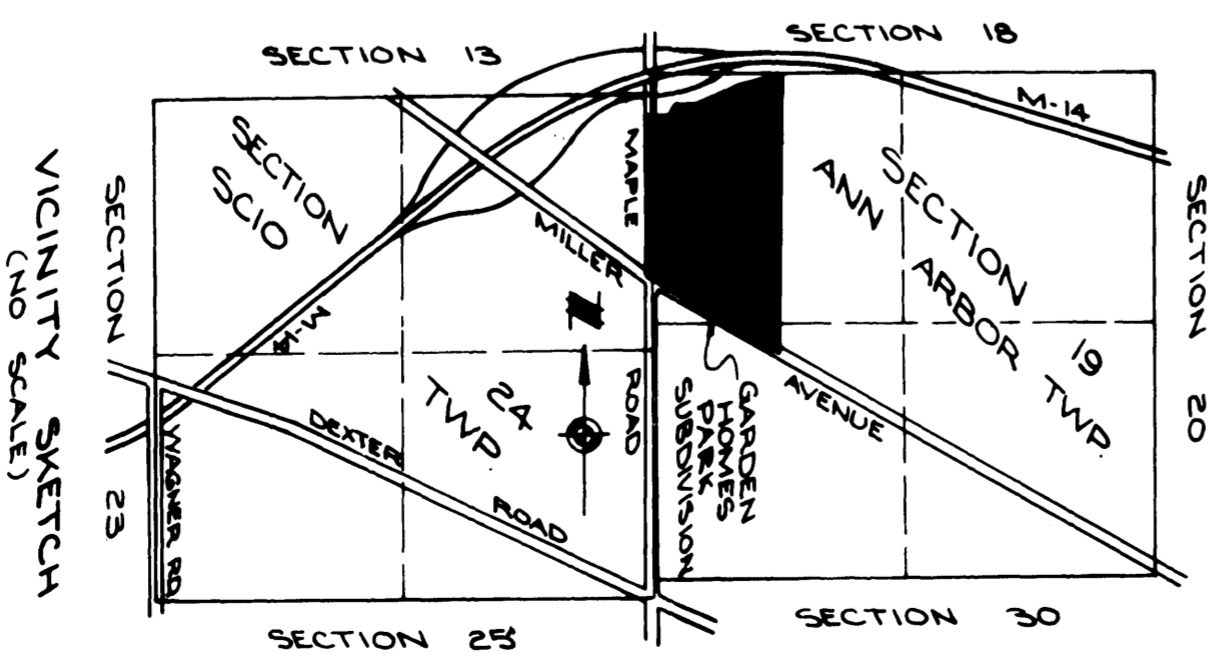 SECTION 13
SECTION 18
M-14
SECTION
SCIO
MAPLE
SECTION
ANN ARBOR TWP
19
MILLER
SECTION 20
SECTION 23
M-14
N
24
TWP
ROAD
GARDEN
HOMES
PARK
SUBDIVISION
AVENUE
DEXTER ROAD
WAGNER RD
SECTION 25
SECTION 30
VICINITY SKETCH
(NO SCALE)